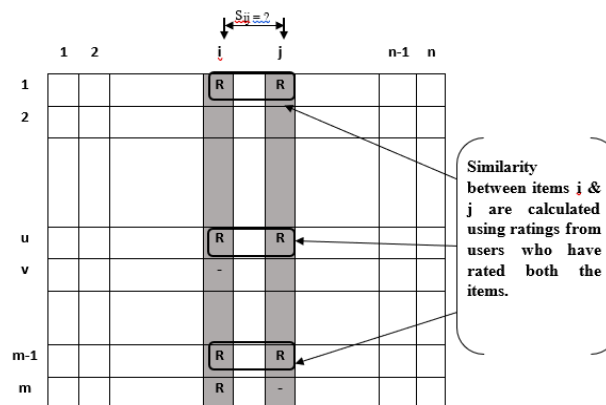 Sij = ?
1 2 i j n-1 n
1 R R
2
u R R
v -
m-1 R R
m R -
Similarity
between items i &
j are calculated
using ratings from
users who have
rated both the
items.